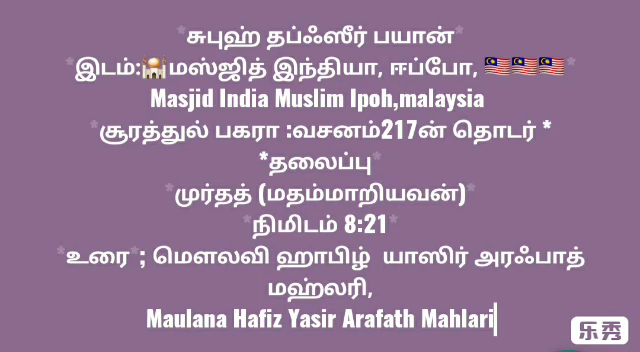 *சுபுஹ் தப்ஃஸீர் பயான்*
*இடம்:🕌மஸ்ஜித் இந்தியா, ஈப்போ, 🇲🇾🇲🇾🇲🇾*
Masjid India Muslim Ipoh,malaysia
*சூரத்துல் பகரா :வசனம்217ன் தொடர் *
*தலைப்பு*
*முர்தத் (மதம்மாறியவன்)*
*நிமிடம் 8:21*
*உரை*; மௌலவி ஹாபிழ் யாஸிர் அரஃபாத்
மஹ்லரி,
Maulana Hafiz Yasir Arafath Mahlari
乐秀